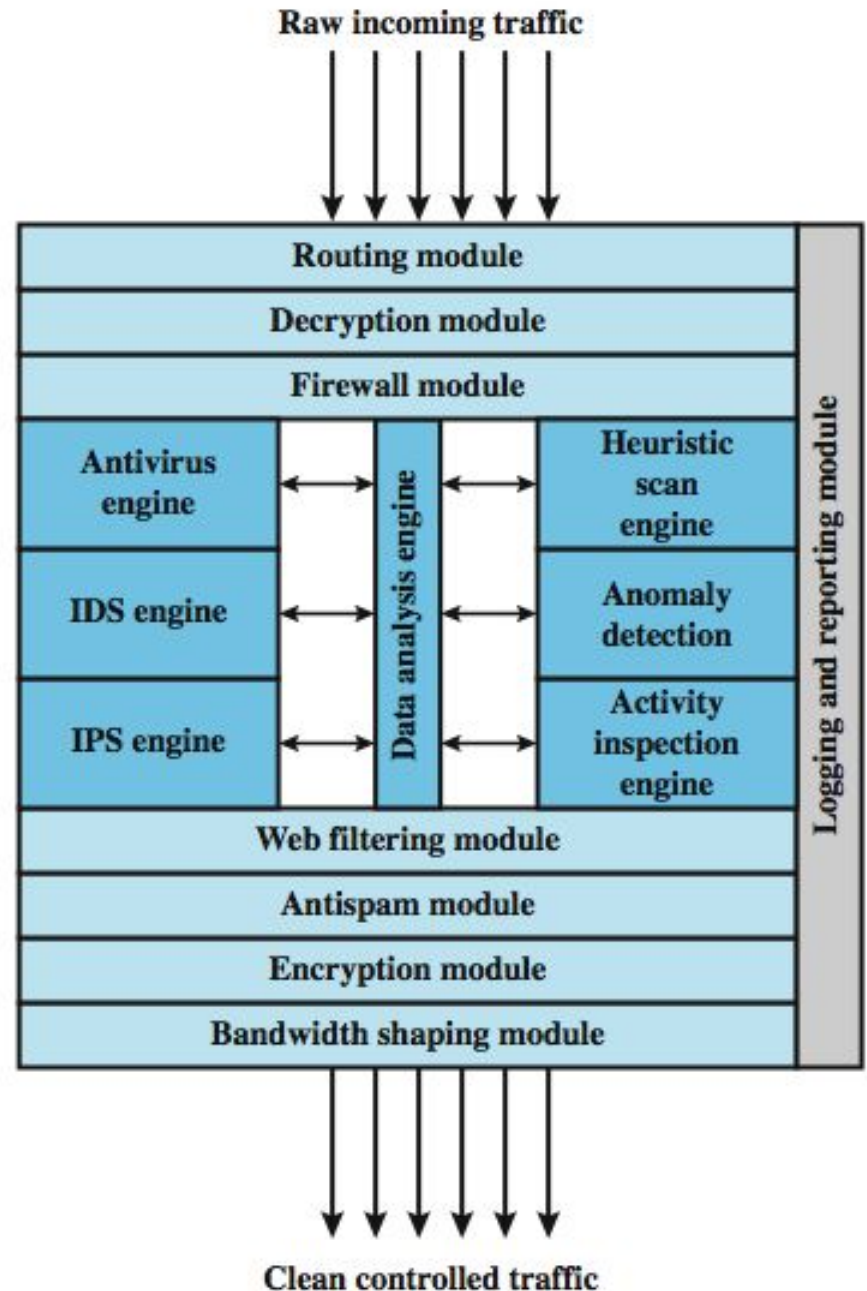 Raw incoming traffic
Routing module
Decryption module
Firewall module
Antivirus
engine
IDS engine
IPS engine
Data analysis engine
Heuristic
scan
engine
Anomaly
detection
Activity
inspection
engine
Logging and reporting module
Web filtering module
Antispam module
Encryption module
Bandwidth shaping module
Clean controlled traffic